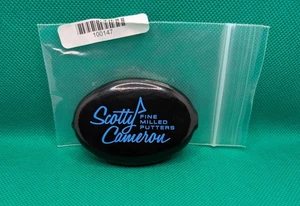 100147
Scotty
Cameron
FINE
MILLED
PUTTERS